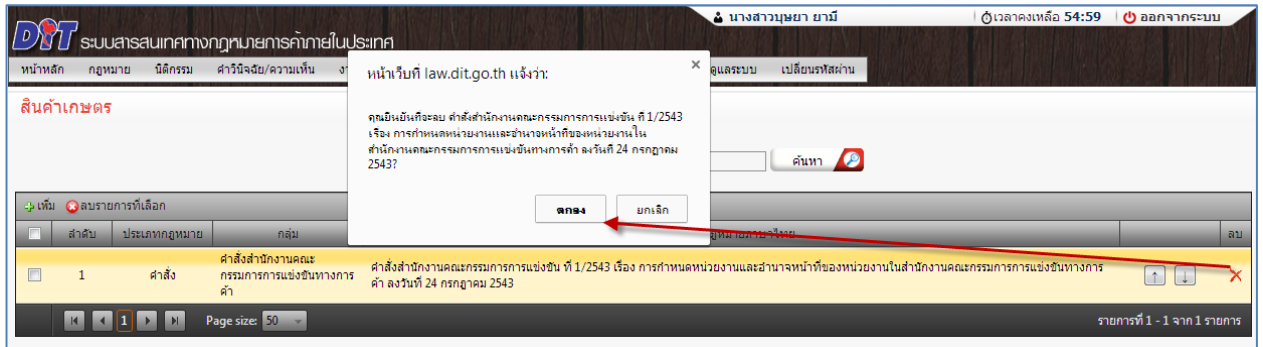 นางสาวบุษยา ยามี
เวลาคงเหลือ 54:59
ออกจากระบบ
DIT ระบบสารสนเทศทางกฎหมายการค้าภายในประเทศ
หน้าหลัก กฎหมาย นิติกรรม คำวินิจฉัย/ความเห็น ดูแลระบบ เปลี่ยนรหัสผ่าน
หน้าเว็บที่ law.dit.go.th แจ้งว่า:
สินค้าเกษตร
คุณยืนยันที่จะลบ คำสั่งสำนักงานคณะกรรมการการแข่งขัน ที่ 1/2543
เรื่อง การกำหนดหน่วยงานและอำนาจหน้าที่ของหน่วยงานใน
สำนักงานคณะกรรมการการแข่งขันทางการค้า ลงวันที่ 24 กรกฎาคม
2543?
ค้นหา
ตกลง ยกเลิก
เพิ่ม ลบรายการที่เลือก
ลำดับ ประเภทกฎหมาย กลุ่ม ลบ
1 คำสั่ง
คำสั่งสำนักงานคณะ
กรรมการการแข่งขันทางการ
ค้า
คำสั่งสำนักงานคณะกรรมการการแข่งขัน ที่ 1/2543 เรื่อง การกำหนดหน่วยงานและอำนาจหน้าที่ของหน่วยงานในสำนักงานคณะกรรมการการแข่งขันทางการ
ค้า ลงวันที่ 24 กรกฎาคม 2543
1 Page size: 50
รายการที่ 1 - 1 จาก 1 รายการ